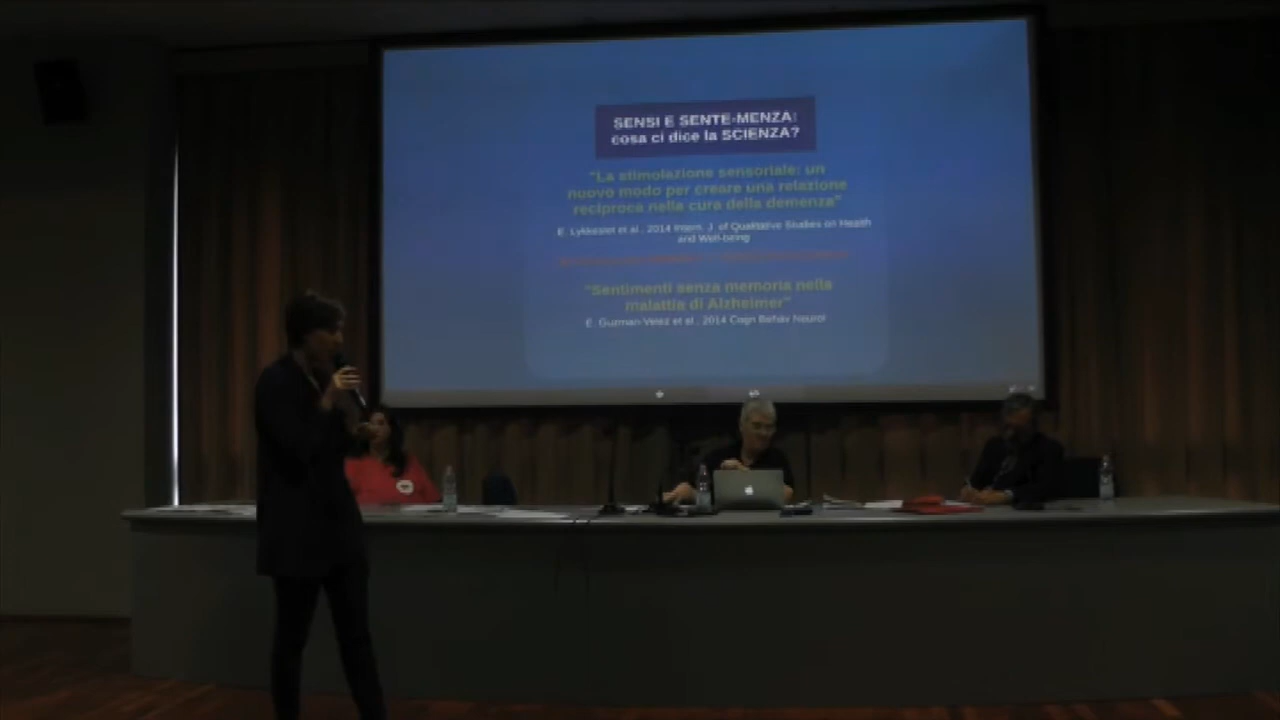 SENSI E SENTE-MENZA:
cosa ci dice la SCIENZA?
"La stimolazione sensoriale: un
nuovo modo per creare una relazione
reciproca nella cura della demenza"
E. Lykkeslet et al., 2014 Intern. J. of Qualitative Studies on Health
and Well-being
"Sentimenti senza memoria nella
malattia di Alzheimer"
E. Guzman-Velez et al., 2014 Cogn Behav Neurol